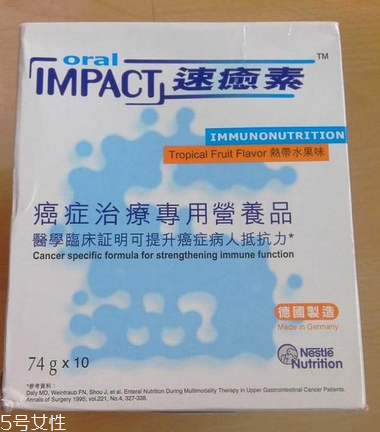 oral
IMPACT 速癒素 ™
IMMUNONUTRITION
Tropical Fruit Flavor 熱帶水果味
癌症治療專用營養品
醫學臨床証明可提升癌症病人抵抗力*
Cancer specific formula for strengthening immune function
德國製造
Made in Germany
74 g x 10
Nestlé
Nutrition
*參考資料：
Daly MD, Weintraub FN, Shou J, et al. Enteral Nutrition During Multimodality Therapy in Upper Gastrointestinal Cancer Patients.
Annals of Surgery 1995; vol.221, No.4, 327-338.
5号女性